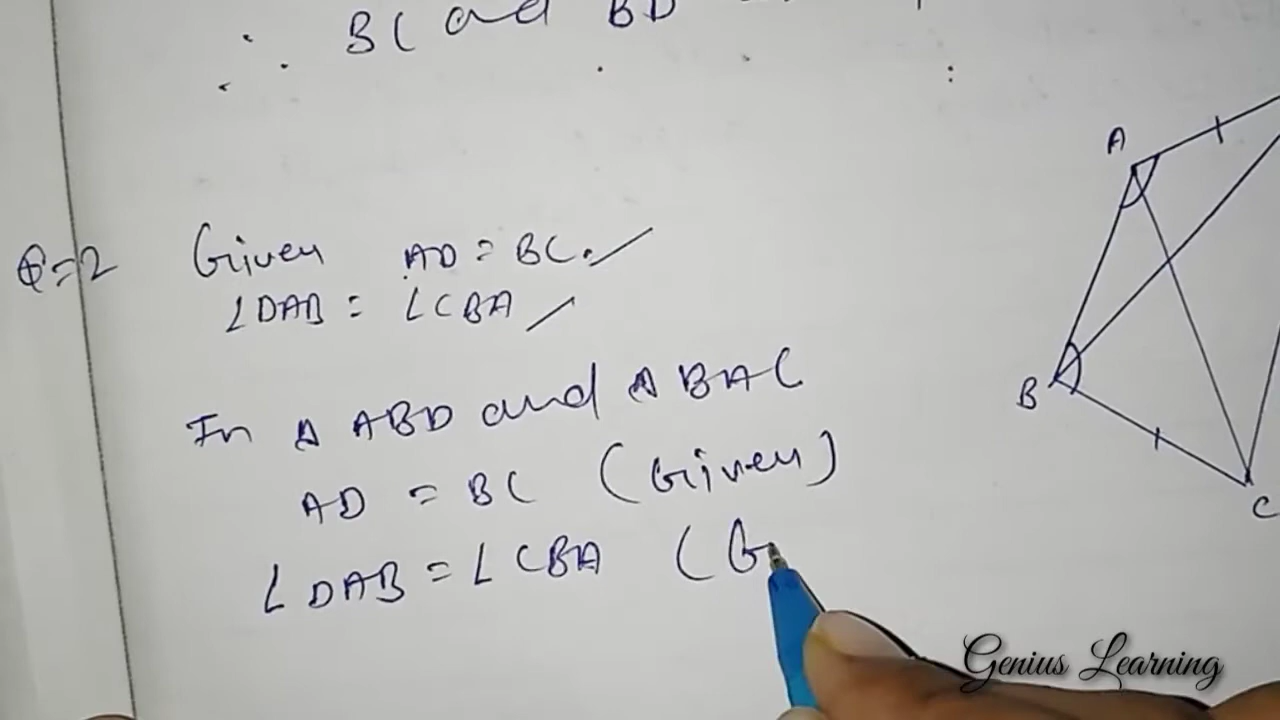 ∴ BC and BD
Q=2 Given AD = BC.
∠DAB = ∠CBA
In Δ ABD and Δ BAC
AD = BC (Given)
∠DAB = ∠CBA (G
A
B
C
Genius Learning